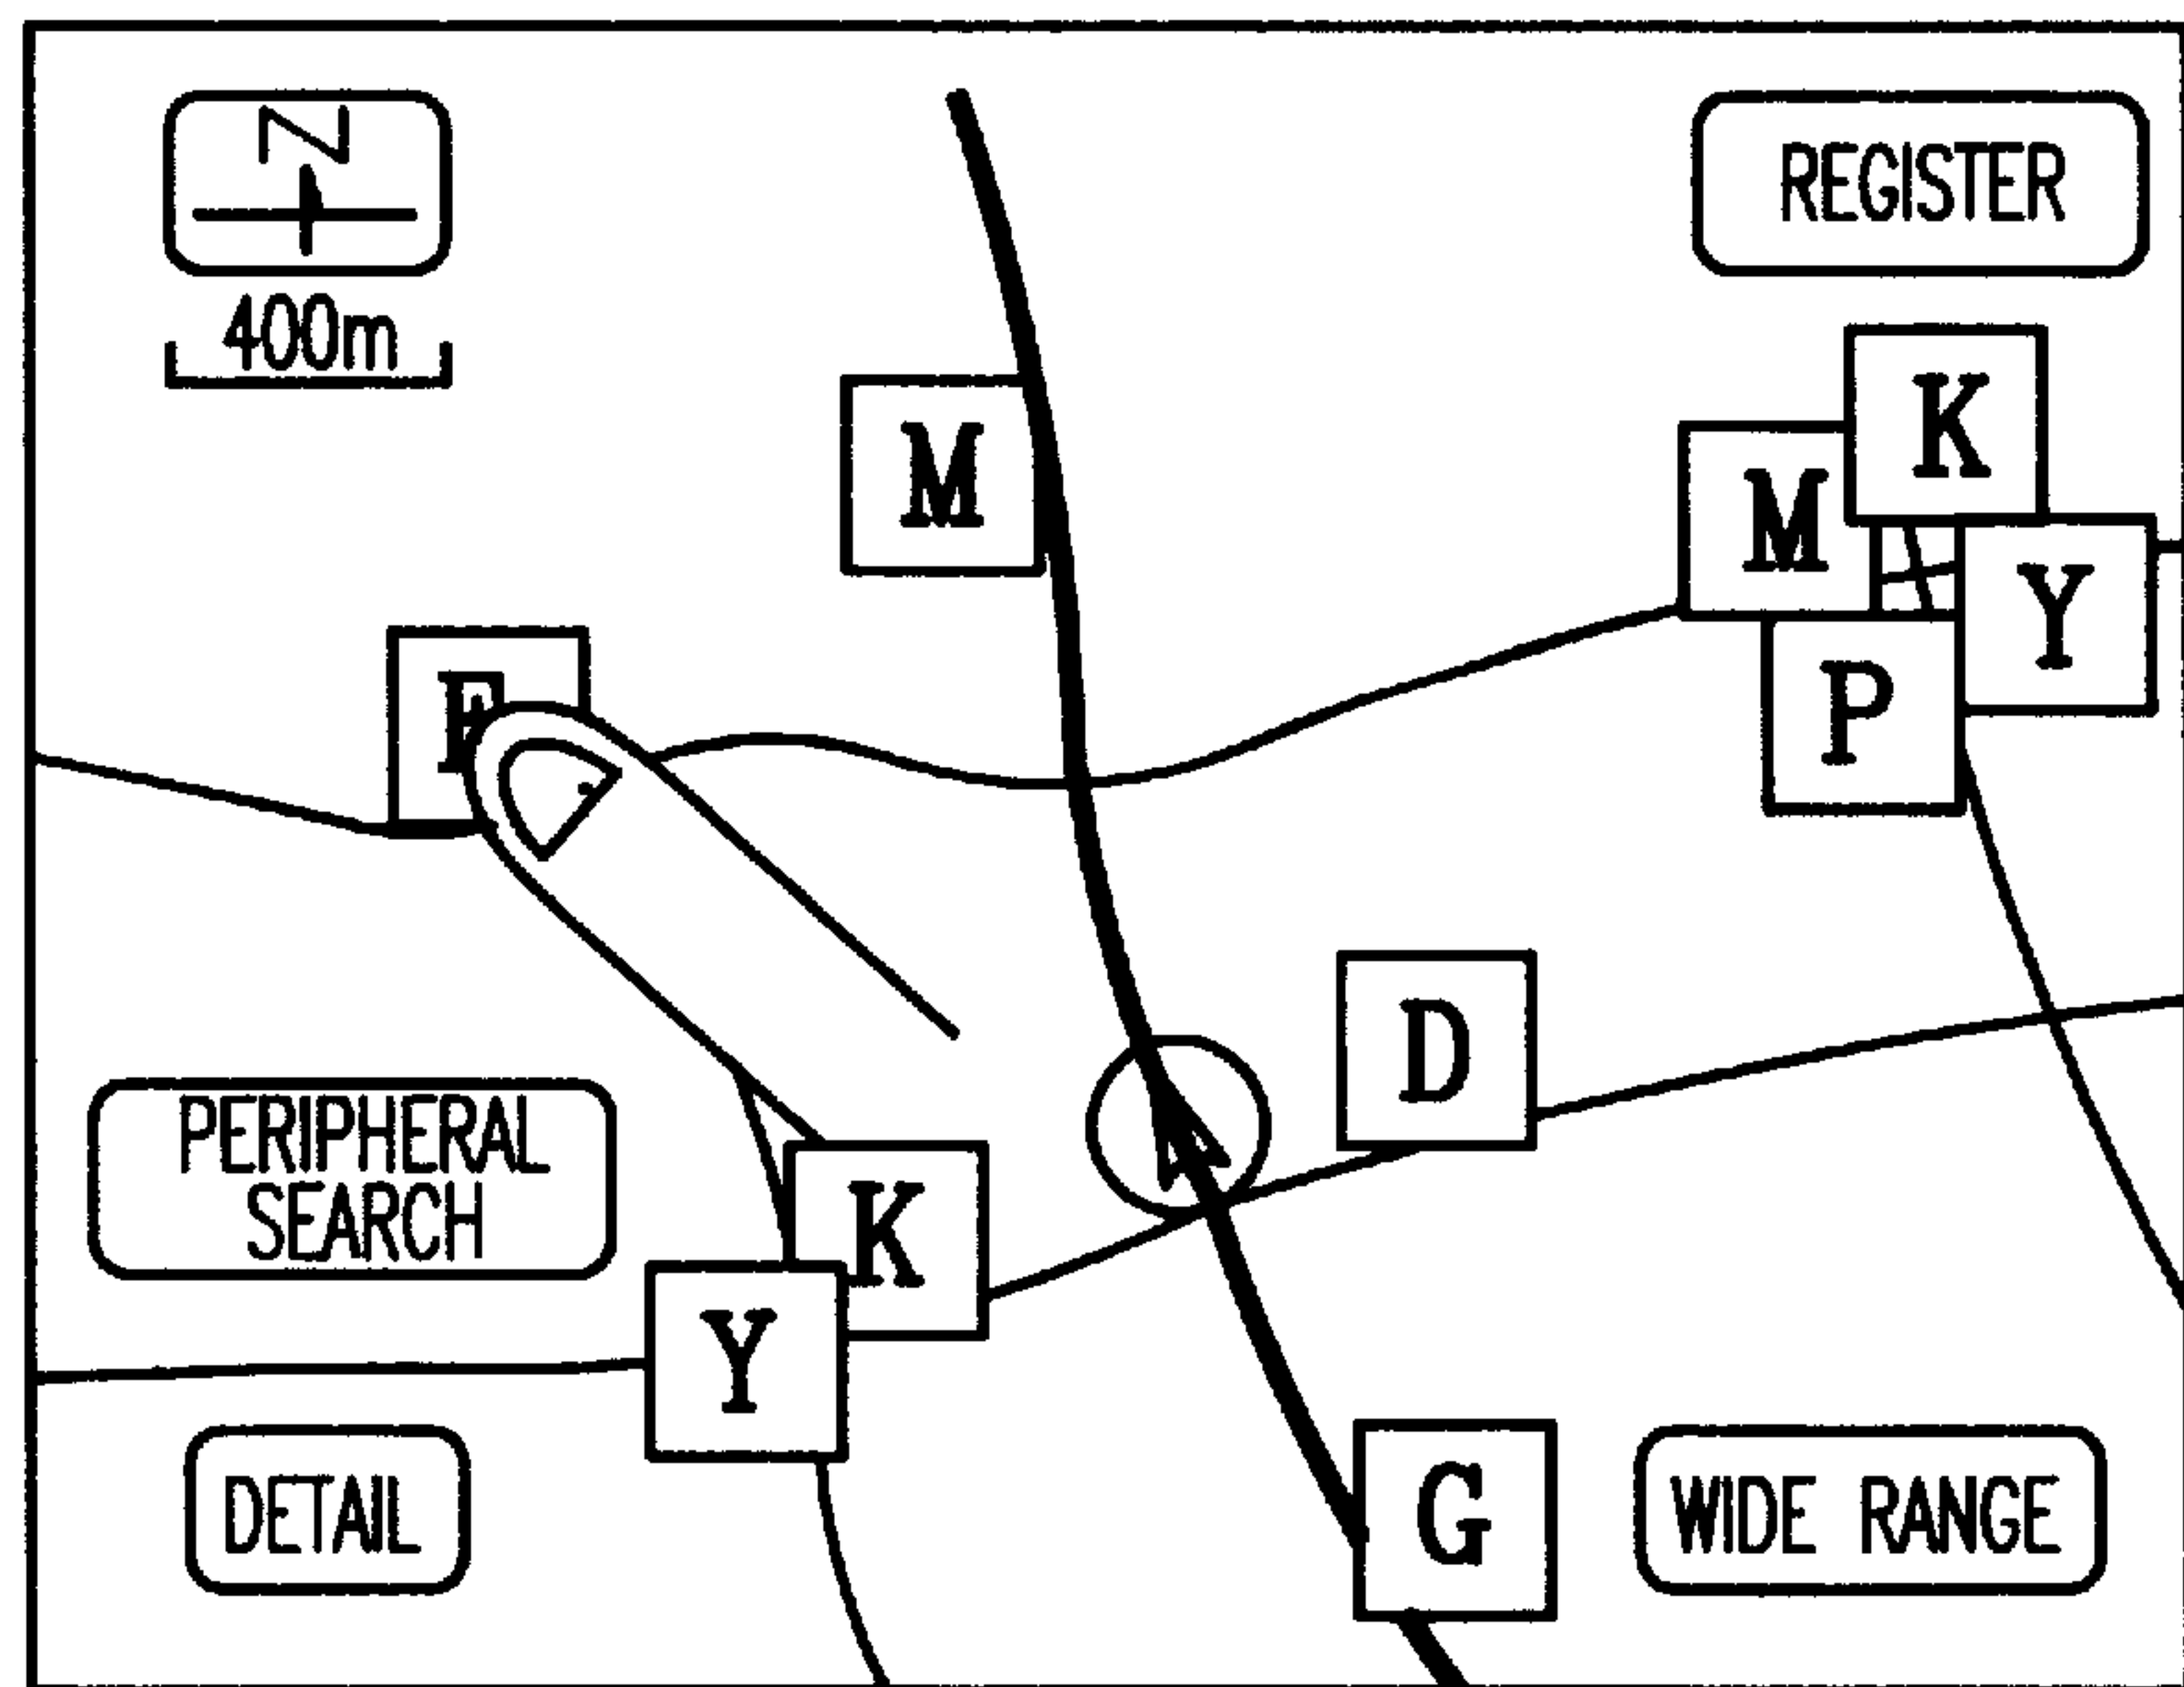 N
REGISTER
400m
K
M
M
Y
P
D
PERIPHERAL
SEARCH
K
Y
G
DETAIL
WIDE RANGE